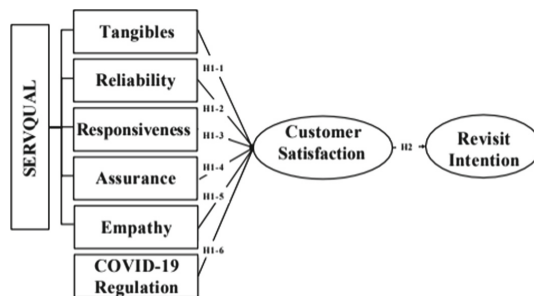 SERVQUAL
Tangibles
Reliability
Responsiveness
Assurance
Empathy
COVID-19
Regulation
H1-1
H1-2
H1-3
H1-4
H1-5
H1-6
Customer
Satisfaction
H2
Revisit
Intention